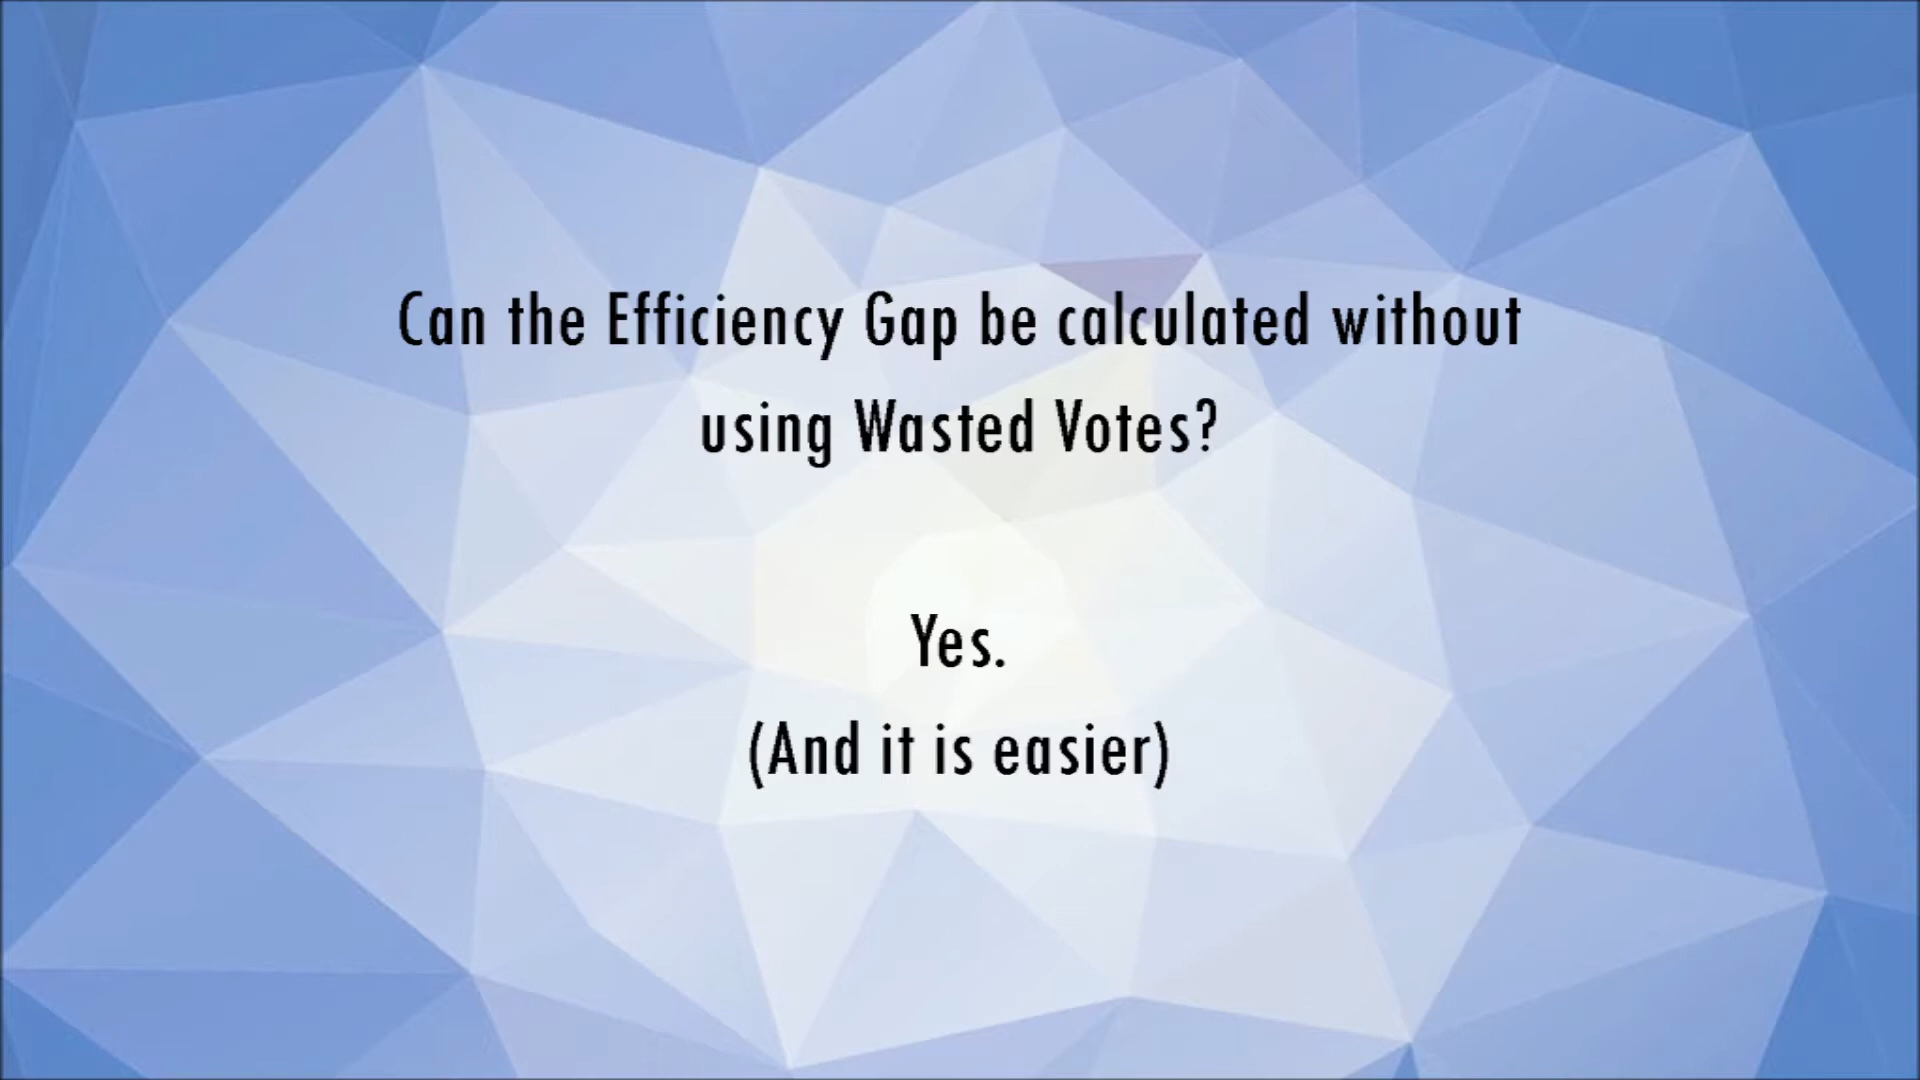 Can the Efficiency Gap be calculated without
using Wasted Votes?
Yes.
(And it is easier)